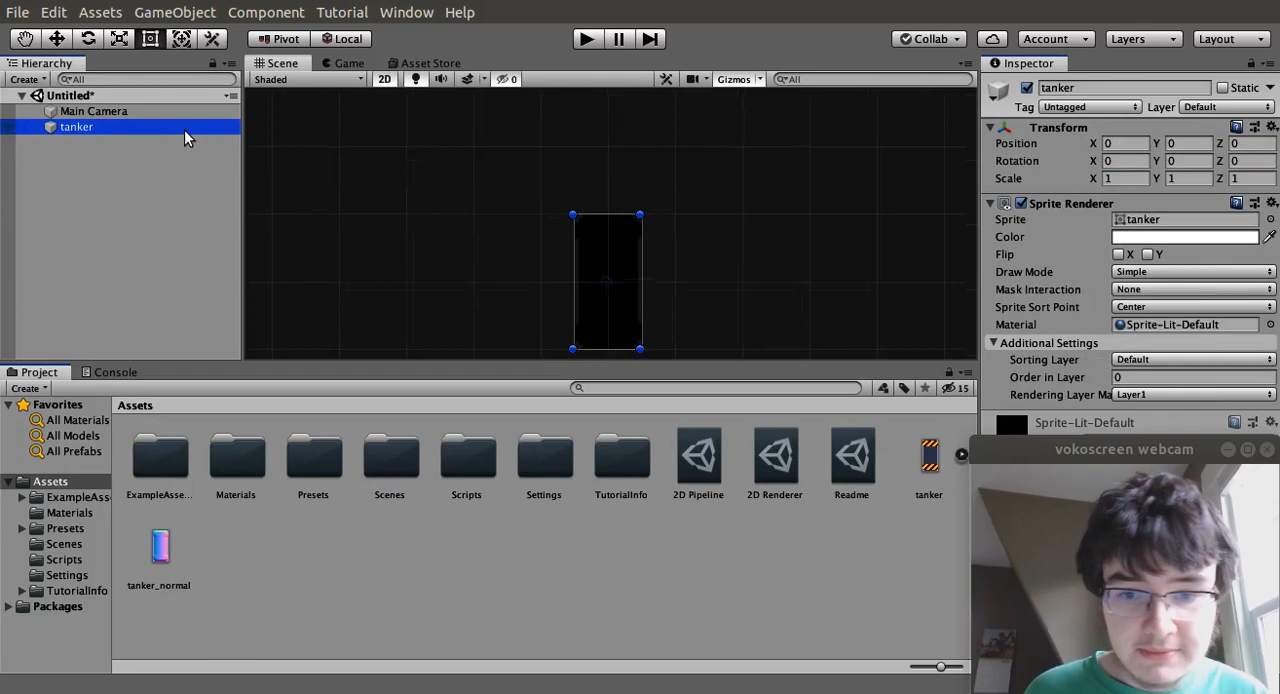 File Edit Assets GameObject Component Tutorial Window Help
Pivot Local Collab Account Layers Layout
Hierarchy Scene Game Asset Store Inspector
Create All Shaded 2D 0 Gizmos All
tanker Static
Untitled*
Main Camera
tanker
Tag Untagged Layer Default
Transform
Position X 0 Y 0 Z 0
Rotation X 0 Y 0 Z 0
Scale X 1 Y 1 Z 1
Sprite Renderer
Sprite tanker
Color
Flip X Y
Draw Mode Simple
Mask Interaction None
Sprite Sort Point Center
Material Sprite-Lit-Default
Additional Settings
Sorting Layer Default
Order in Layer 0
Rendering Layer Ma Layer1
Sprite-Lit-Default
Project Console
Create 15
Favorites
All Materials
All Models
All Prefabs
Assets
ExampleAsse
Materials
Presets
Scenes
Scripts
Settings
TutorialInfo
Packages
Assets
ExampleAsse... Materials Presets Scenes Scripts Settings TutorialInfo 2D Pipeline 2D Renderer Readme tanker
tanker_normal
vokoscreen webcam